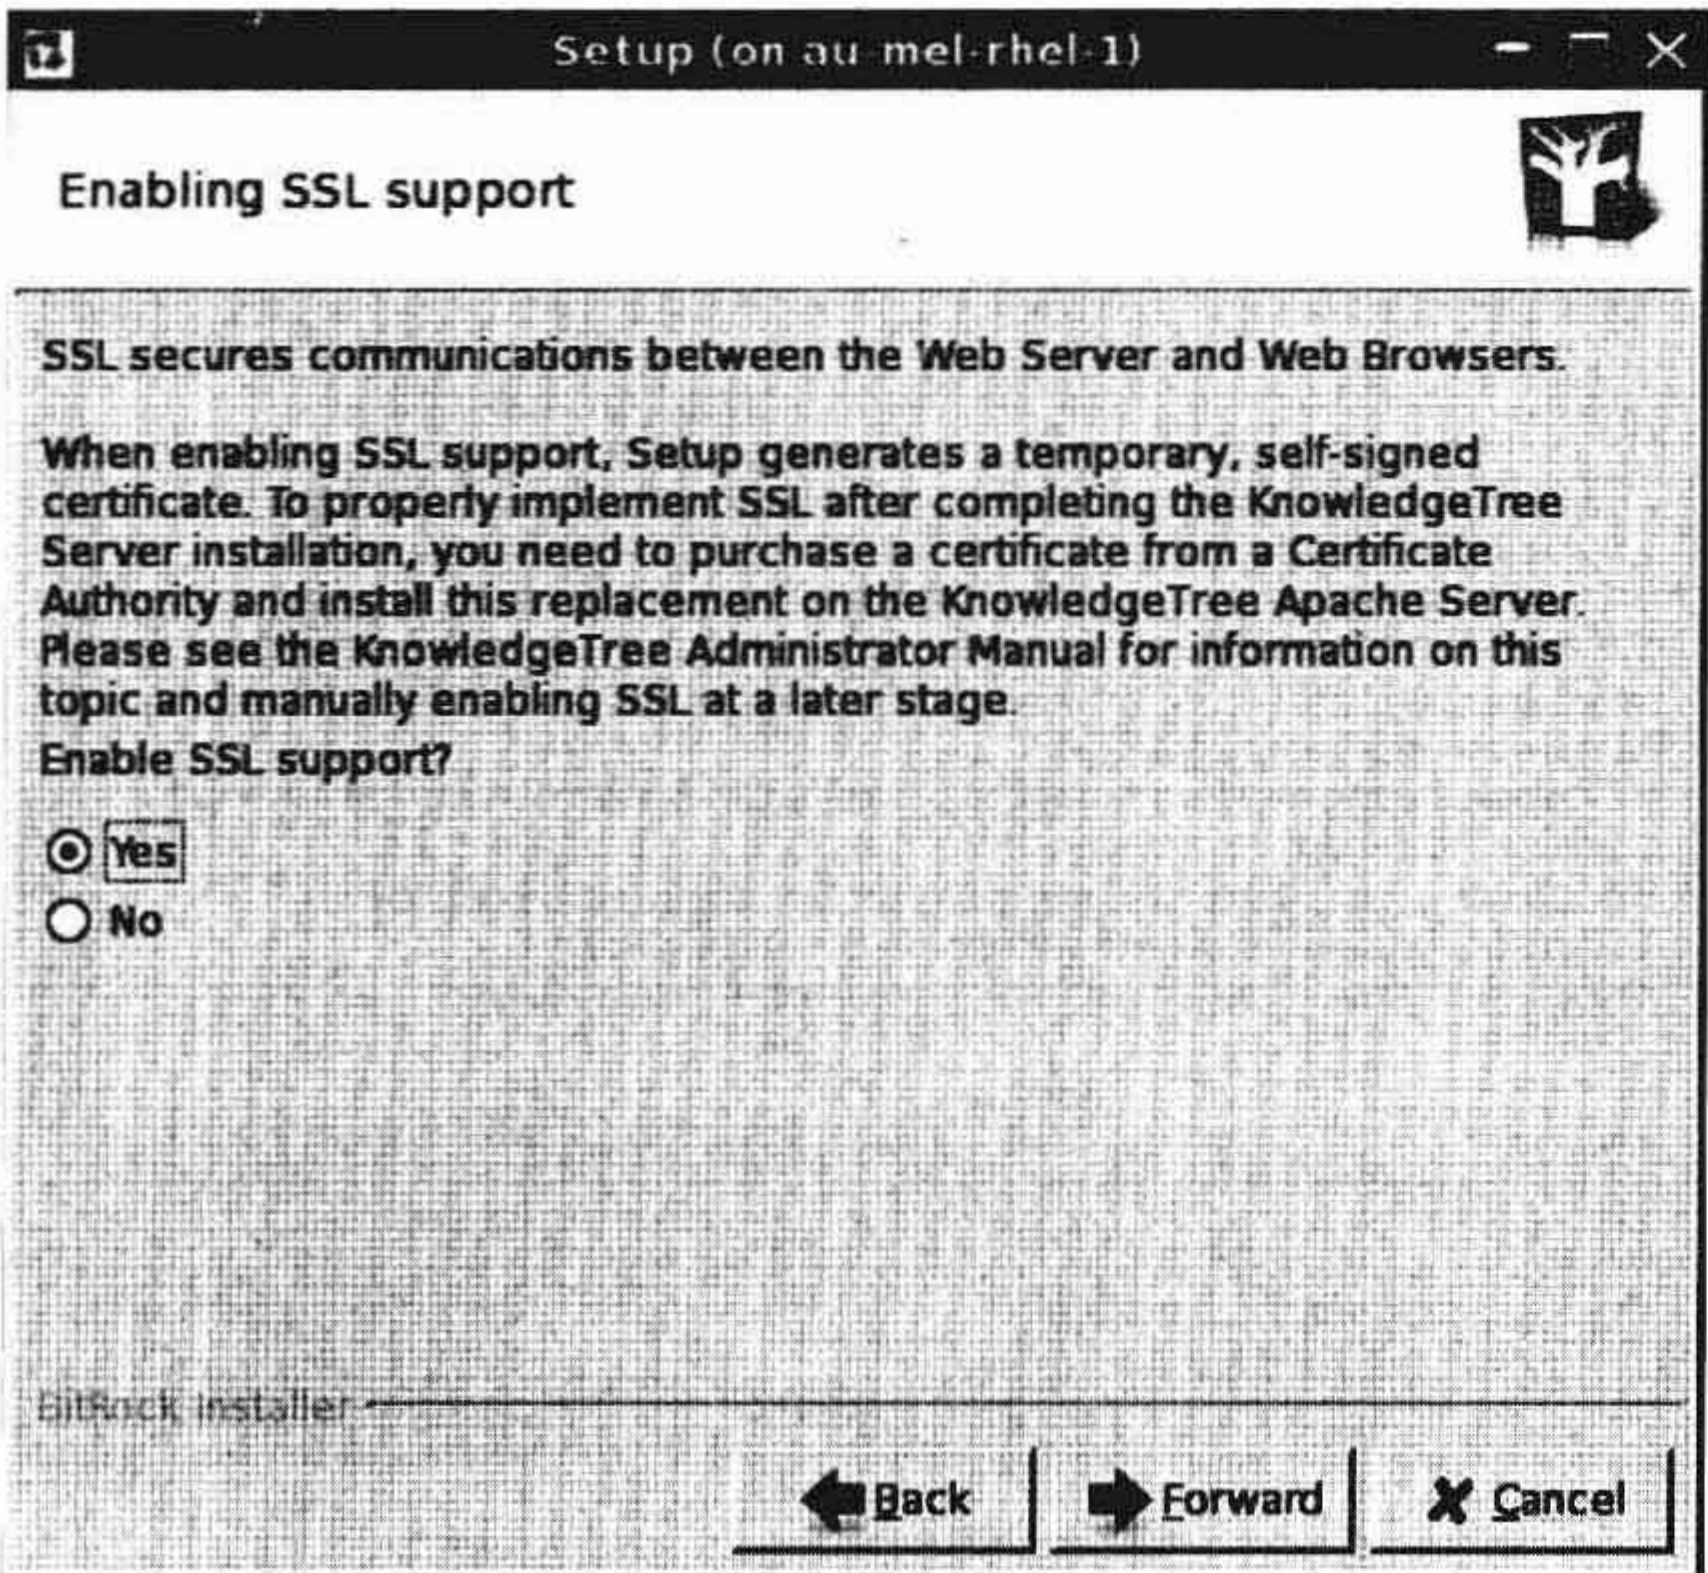 Setup (on au-mel-rhel-1)
Enabling SSL support
SSL secures communications between the Web Server and Web Browsers.
When enabling SSL support, Setup generates a temporary, self-signed
certificate. To properly implement SSL after completing the KnowledgeTree
Server installation, you need to purchase a certificate from a Certificate
Authority and install this replacement on the KnowledgeTree Apache Server.
Please see the KnowledgeTree Administrator Manual for information on this
topic and manually enabling SSL at a later stage.
Enable SSL support?
Yes
No
BitRock Installer
Back Forward Cancel